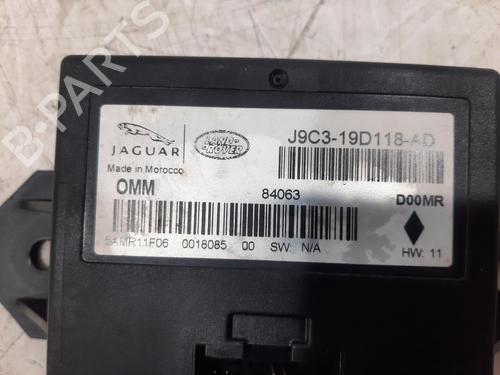 B-PARTS
JAGUAR
LAND-
ROVER
J9C3-19D118-AD
Made in Morocco
OMM
84063
D00MR
5AMR11F06 0018085 00 SW: N/A
HW: 11